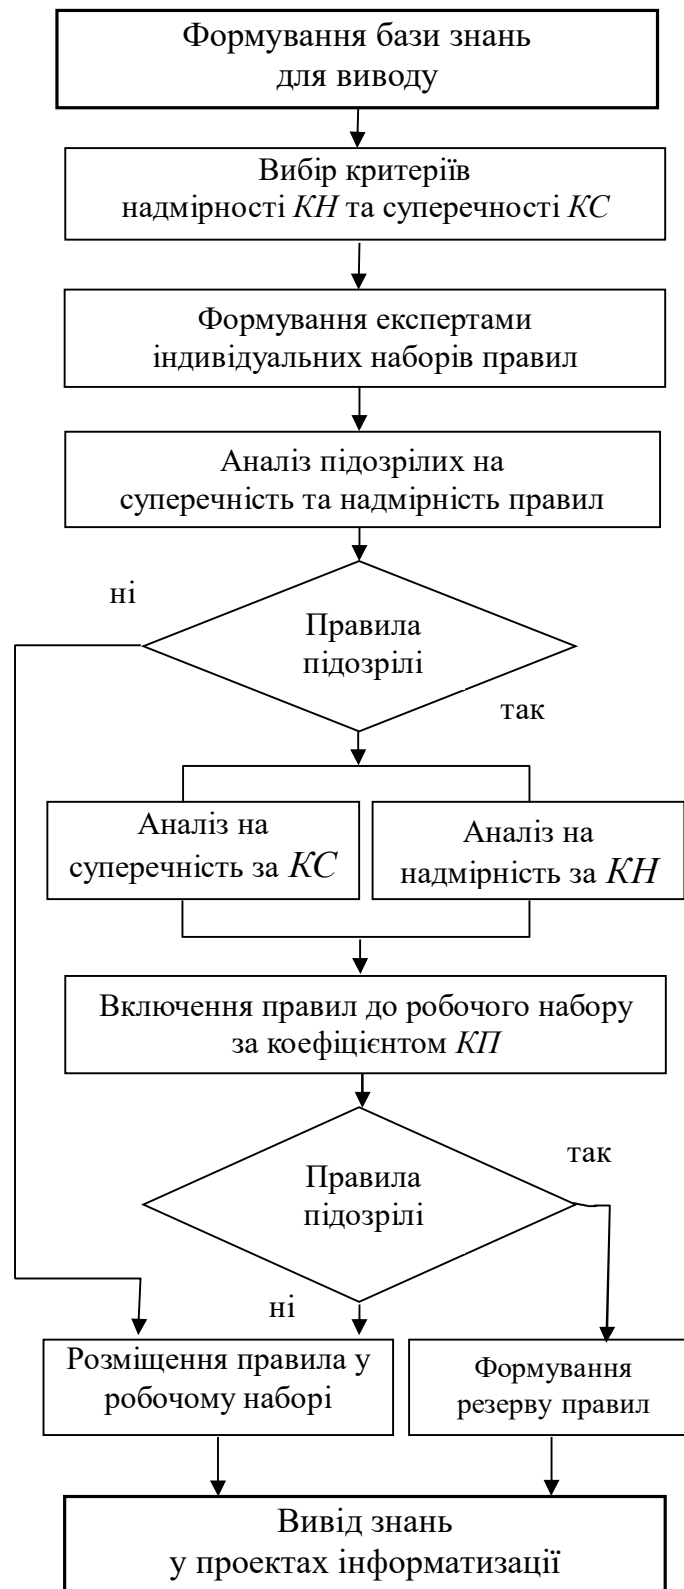 Формування бази знань
для виводу
Вибір критеріїв
надмірності КН та суперечності КС
Формування експертами
індивідуальних наборів правил
Аналіз підозрілих на
суперечність та надмірність правил
ні
Правила
підозрілі
так
Аналіз на
суперечність за КС
Аналіз на
надмірність за КН
Включення правил до робочого набору
за коефіцієнтом КП
так
Правила
підозрілі
ні
Розміщення правила у
робочому наборі
Формування
резерву правил
Вивід знань
у проектах інформатизації